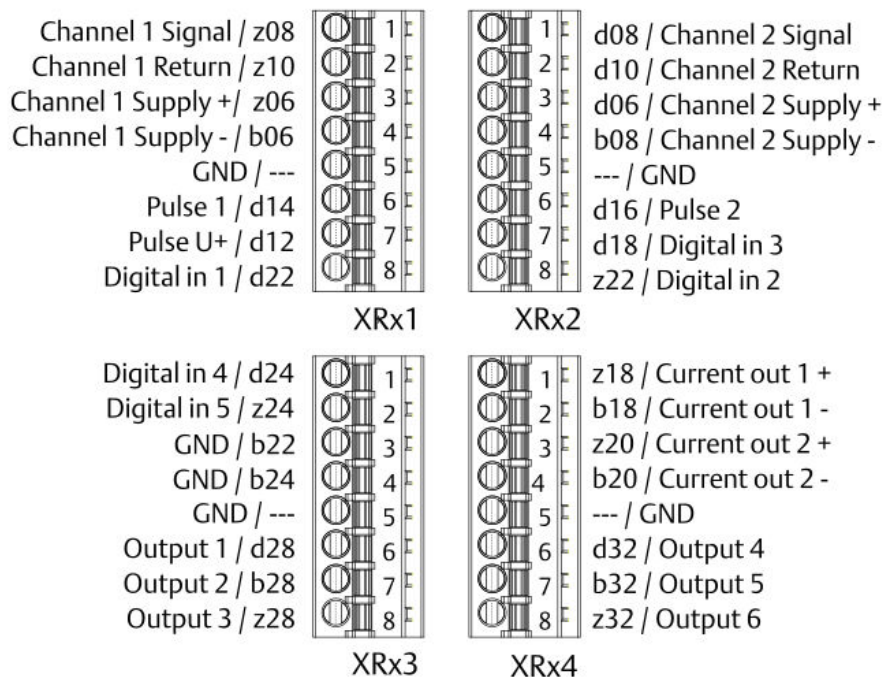 Channel 1 Signal / z08
Channel 1 Return / z10
Channel 1 Supply +/ z06
Channel 1 Supply - / b06
GND / ---
Pulse 1 / d14
Pulse U+ / d12
Digital in 1 / d22
1
2
3
4
5
6
7
8
XRx1
1
2
3
4
5
6
7
8
d08 / Channel 2 Signal
d10 / Channel 2 Return
d06 / Channel 2 Supply +
b08 / Channel 2 Supply -
--- / GND
d16 / Pulse 2
d18 / Digital in 3
z22 / Digital in 2
XRx2
Digital in 4 / d24
Digital in 5 / z24
GND / b22
GND / b24
GND / ---
Output 1 / d28
Output 2 / b28
Output 3 / z28
1
2
3
4
5
6
7
8
XRx3
1
2
3
4
5
6
7
8
z18 / Current out 1 +
b18 / Current out 1 -
z20 / Current out 2 +
b20 / Current out 2 -
--- / GND
d32 / Output 4
b32 / Output 5
z32 / Output 6
XRx4